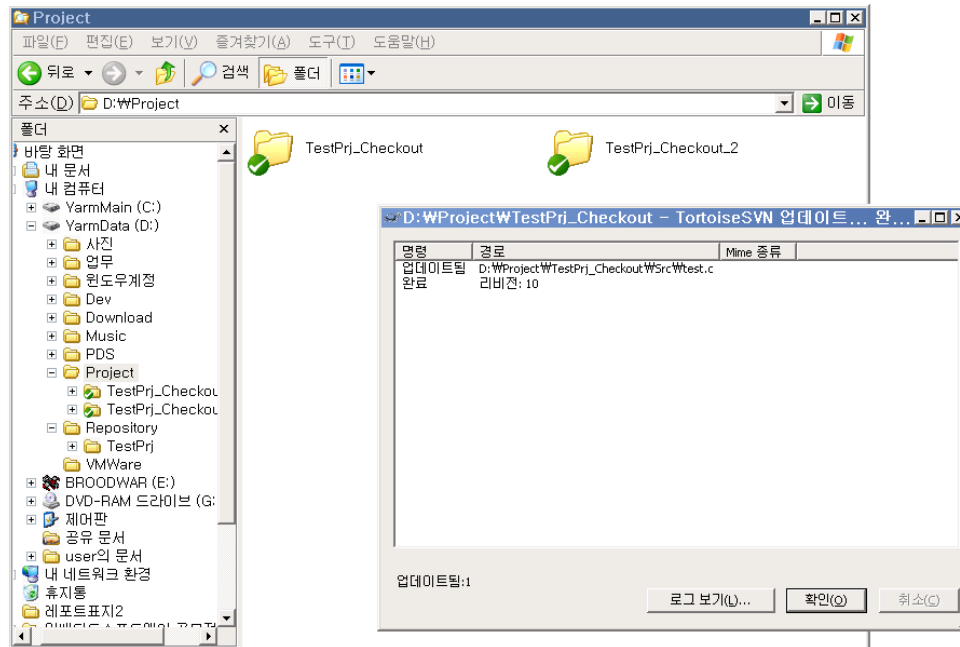 Project
파일(F) 편집(E) 보기(V) 즐겨찾기(A) 도구(T) 도움말(H)
뒤로 검색 폴더
주소(D) D:₩Project 이동
폴더
바탕 화면
내 문서
내 컴퓨터
YarmMain (C:)
YarmData (D:)
사진
업무
윈도우계정
Dev
Download
Music
PDS
Project
TestPrj_Checkou
TestPrj_Checkou
Repository
TestPrj
VMWare
BROODWAR (E:)
DVD-RAM 드라이브 (G:
제어판
공유 문서
user의 문서
내 네트워크 환경
휴지통
레포트표지2
TestPrj_Checkout
TestPrj_Checkout_2
D:₩Project₩TestPrj_Checkout - TortoiseSVN 업데이트... 완...
명령 경로 Mime 종류
업데이트됨 D:₩Project₩TestPrj_Checkout₩Src₩test.c
완료 리비전: 10
업데이트됨:1
로그 보기(L)... 확인(O) 취소(C)